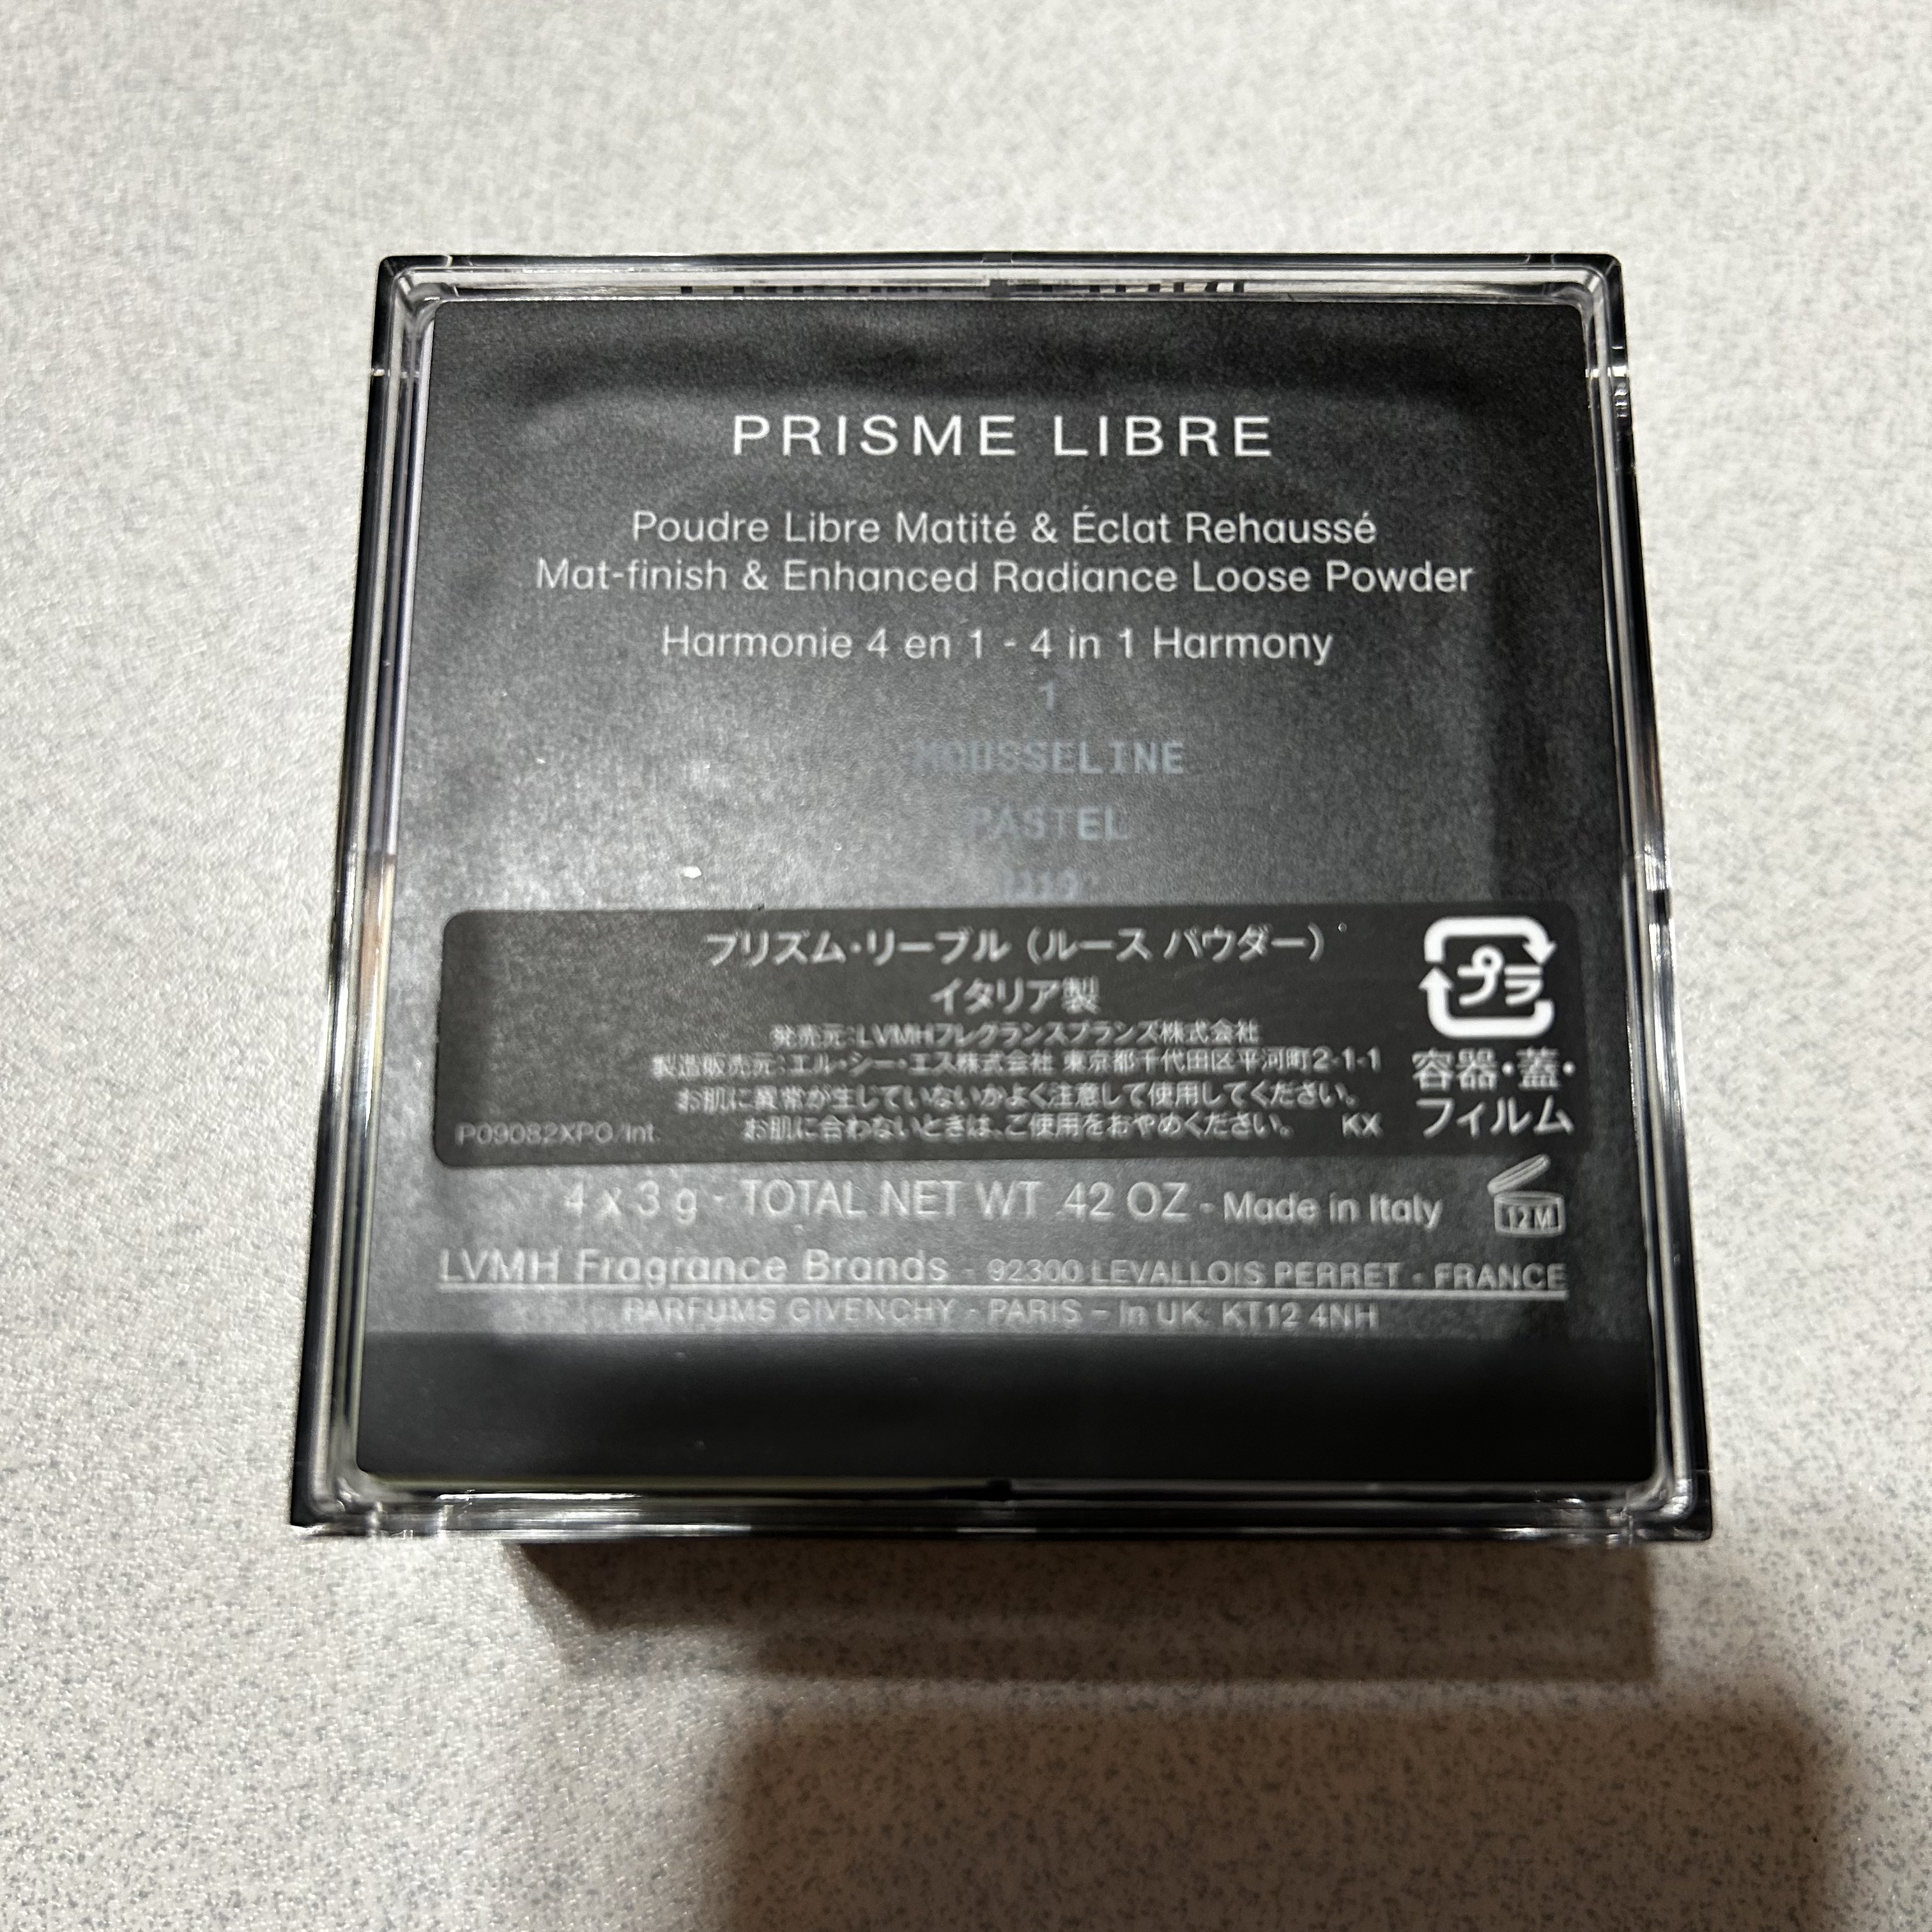 PRISME LIBRE
Poudre Libre Matité & Éclat Rehaussé
Mat-finish & Enhanced Radiance Loose Powder
Harmonie 4 en 1 - 4 in 1 Harmony
1
MOUSSELINE
PASTEL
プリズム・リーブル（ルース パウダー）
イタリア製
発売元：LVMHフレグランスブランズ株式会社
製造販売元：エル・シー・エス株式会社 東京都千代田区平河町2-1-1
お肌に異常が生じていないかよく注意して使用してください。
お肌に合わないときは、ご使用をおやめください。 KX
P09082XPO/Int.
プラ
容器・蓋・
フィルム
4 x 3 g - TOTAL NET WT .42 OZ - Made in Italy
12M
LVMH Fragrance Brands - 92300 LEVALLOIS PERRET - FRANCE
PARFUMS GIVENCHY - PARIS – In UK: KT12 4NH